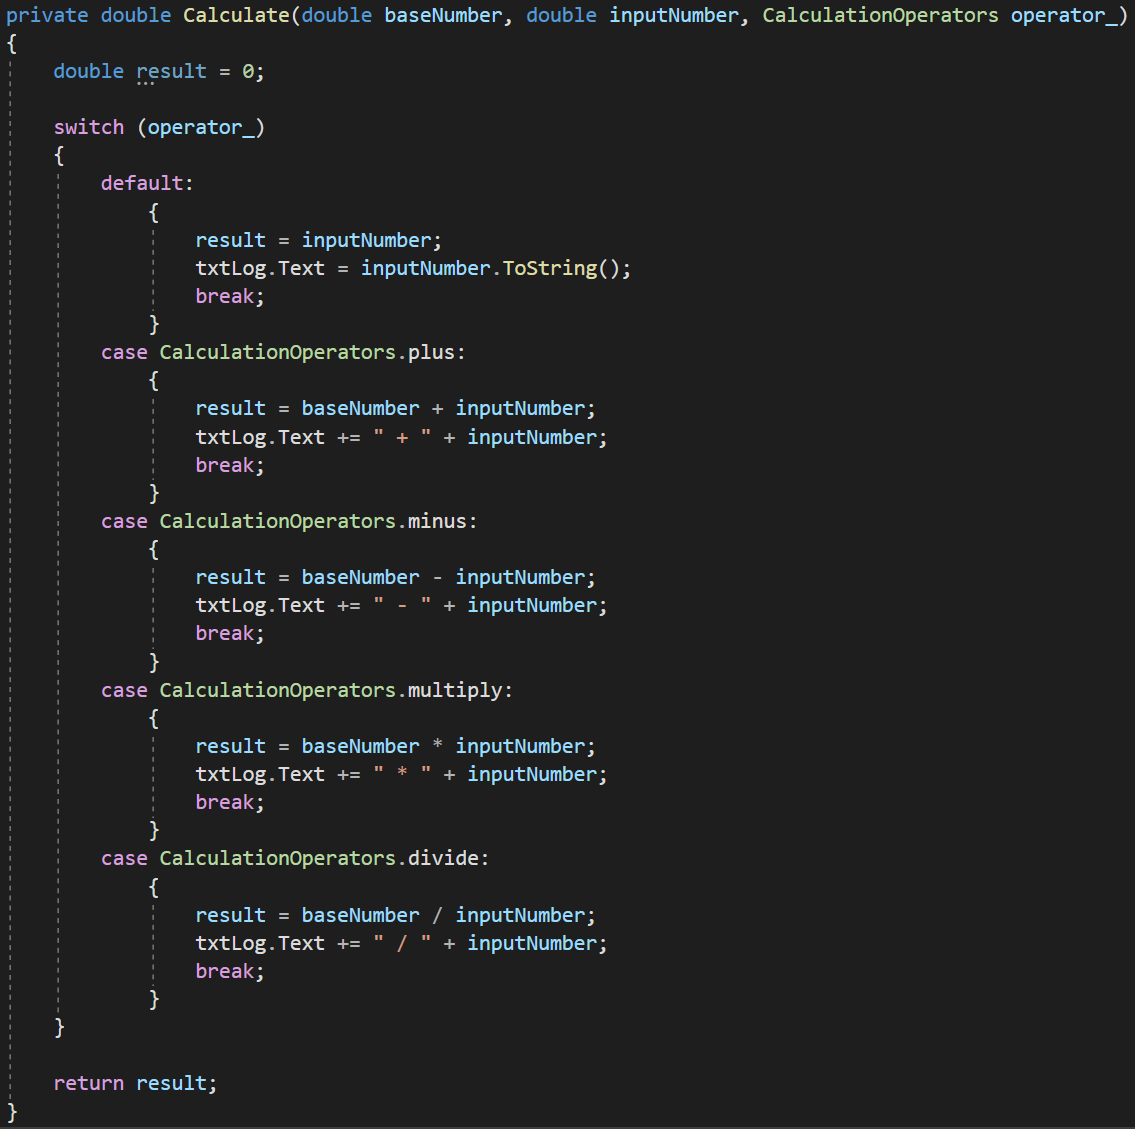 private double Calculate(double baseNumber, double inputNumber, CalculationOperators operator_)
{
    double result = 0;

    switch (operator_)
    {
        default:
            {
                result = inputNumber;
                txtLog.Text = inputNumber.ToString();
                break;
            }
        case CalculationOperators.plus:
            {
                result = baseNumber + inputNumber;
                txtLog.Text += " + " + inputNumber;
                break;
            }
        case CalculationOperators.minus:
            {
                result = baseNumber - inputNumber;
                txtLog.Text += " - " + inputNumber;
                break;
            }
        case CalculationOperators.multiply:
            {
                result = baseNumber * inputNumber;
                txtLog.Text += " * " + inputNumber;
                break;
            }
        case CalculationOperators.divide:
            {
                result = baseNumber / inputNumber;
                txtLog.Text += " / " + inputNumber;
                break;
            }
    }

    return result;
}